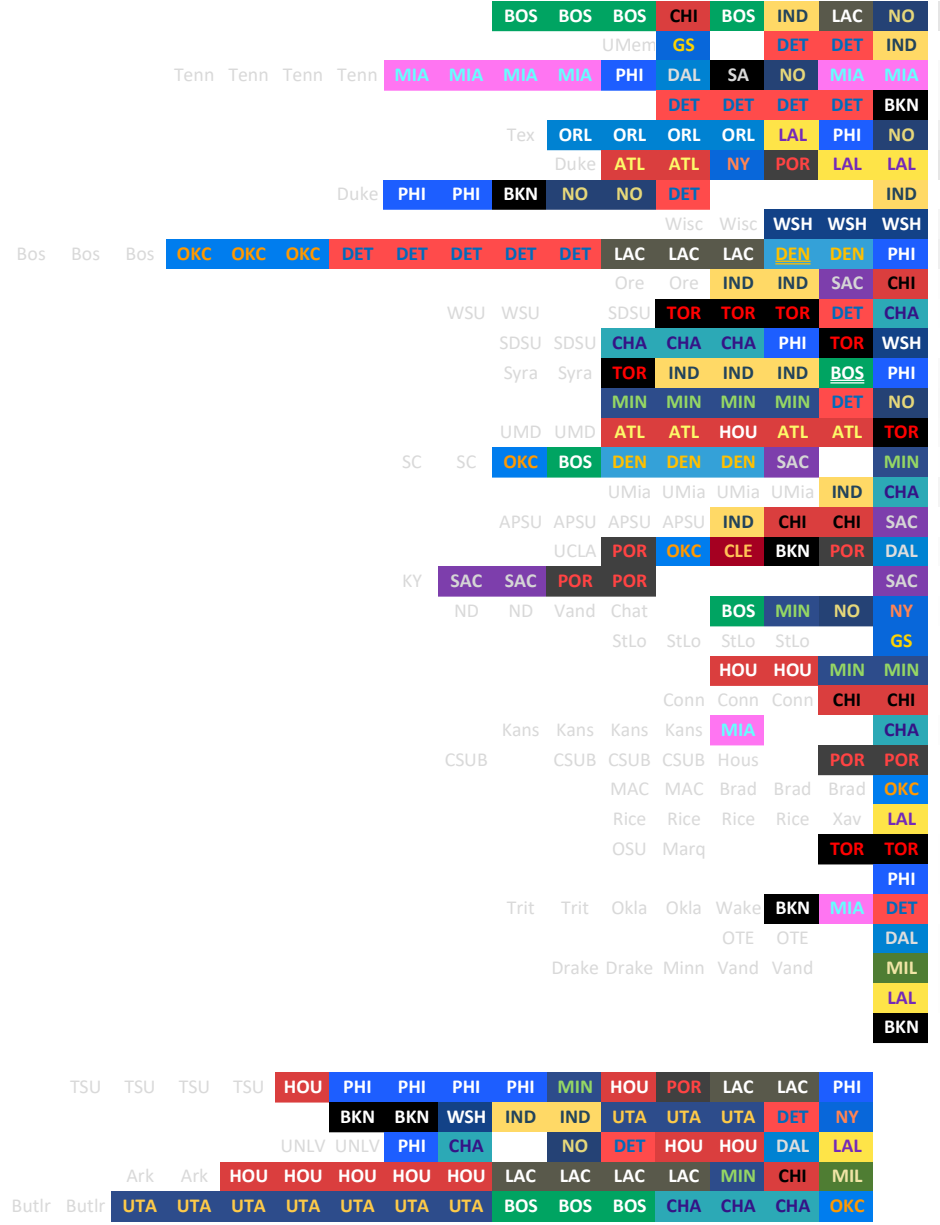 BOS BOS BOS CHI BOS IND LAC NO
UMem GS DET DET IND
Tenn Tenn Tenn Tenn MIA MIA MIA MIA PHI DAL SA NO MIA MIA
DET DET DET DET BKN
Tex ORL ORL ORL ORL LAL PHI NO
Duke ATL ATL NY POR LAL LAL
Duke PHI PHI BKN NO NO DET IND
Wisc Wisc WSH WSH WSH
Bos Bos Bos OKC OKC OKC DET DET DET DET DET LAC LAC LAC DEN DEN PHI
Ore Ore IND IND SAC CHI
WSU WSU SDSU TOR TOR TOR DET CHA
SDSU SDSU CHA CHA CHA PHI TOR WSH
Syra Syra TOR IND IND IND BOS PHI
MIN MIN MIN MIN DET NO
UMD UMD ATL ATL HOU ATL ATL TOR
SC SC OKC BOS DEN DEN DEN SAC MIN
UMia UMia UMia UMia IND CHA
APSU APSU APSU APSU IND CHI CHI SAC
UCLA POR OKC CLE BKN POR DAL
KY SAC SAC POR POR SAC
ND ND Vand Chat BOS MIN NO NY
StLo StLo StLo StLo GS
HOU HOU MIN MIN
Conn Conn Conn CHI CHI
Kans Kans Kans Kans MIA CHA
CSUB CSUB CSUB CSUB Hous POR POR
MAC MAC Brad Brad Brad OKC
Rice Rice Rice Rice Xav LAL
OSU Marq TOR TOR
PHI
Trit Trit Okla Okla Wake BKN MIA DET
OTE OTE DAL
Drake Drake Minn Vand Vand MIL
LAL
BKN
TSU TSU TSU TSU HOU PHI PHI PHI PHI MIN HOU POR LAC LAC PHI
BKN BKN WSH IND IND UTA UTA UTA DET NY
UNLV UNLV PHI CHA NO DET HOU HOU DAL LAL
Ark Ark HOU HOU HOU HOU HOU LAC LAC LAC LAC MIN CHI MIL
Butlr Butlr UTA UTA UTA UTA UTA UTA UTA BOS BOS BOS CHA CHA CHA OKC